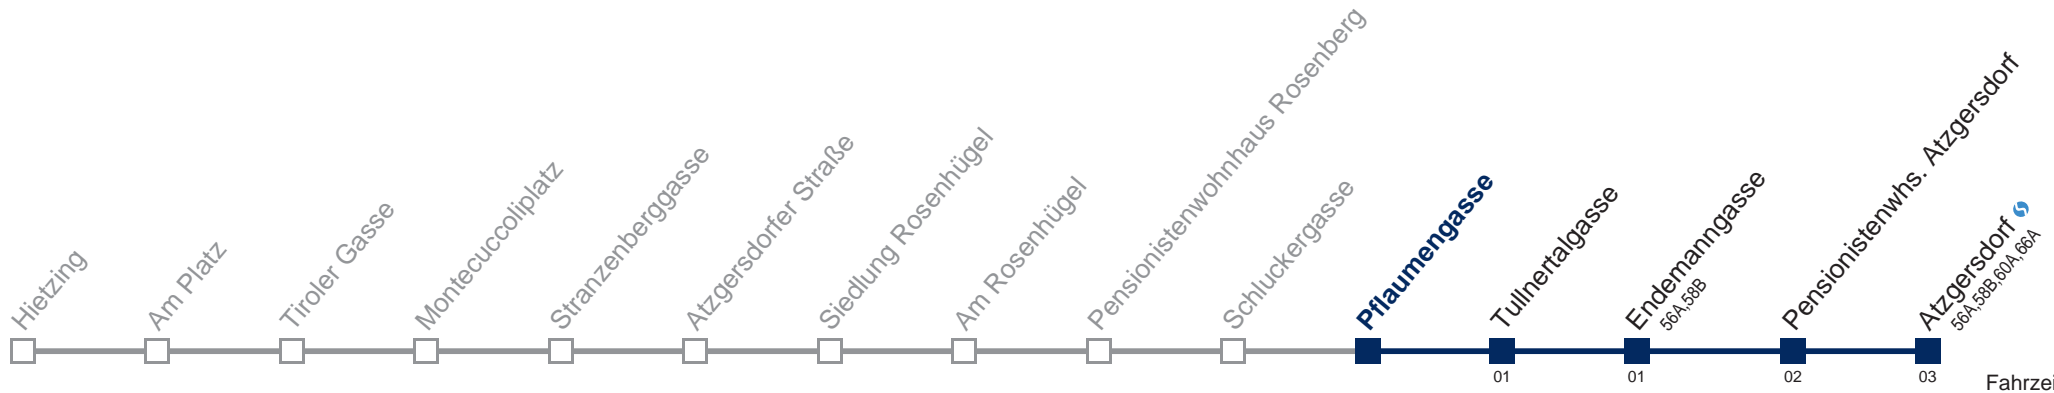 Hietzing
Am Platz
Tiroler Gasse
Montecuccoliplatz
Stranzenberggasse
Atzgersdorfer Straße
Siedlung Rosenhügel
Am Rosenhügel
Pensionistenwohnhaus Rosenberg
Schluckergasse
Pflaumengasse
Tullnertalgasse
Endemanngasse
56A,58B
Pensionistenwhs. Atzgersdorf
Atzgersdorf
56A,58B,60A,66A
01
01
02
03
Fahrzei